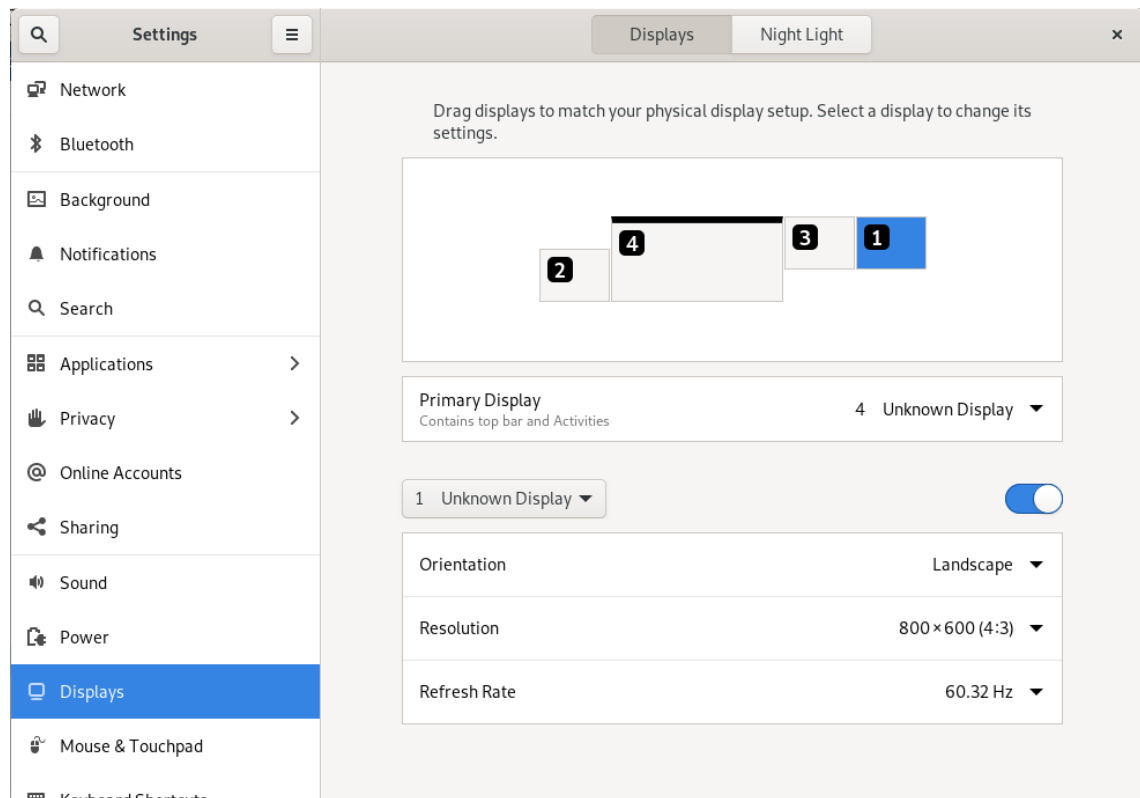 Settings
Displays
Night Light
Network
Bluetooth
Background
Notifications
Search
Applications
Privacy
Online Accounts
Sharing
Sound
Power
Displays
Mouse & Touchpad
Keyboard Shortcuts
Drag displays to match your physical display setup. Select a display to change its
settings.
2
4
3
1
Primary Display
Contains top bar and Activities
4 Unknown Display
1 Unknown Display
Orientation
Landscape
Resolution
800×600 (4:3)
Refresh Rate
60.32 Hz